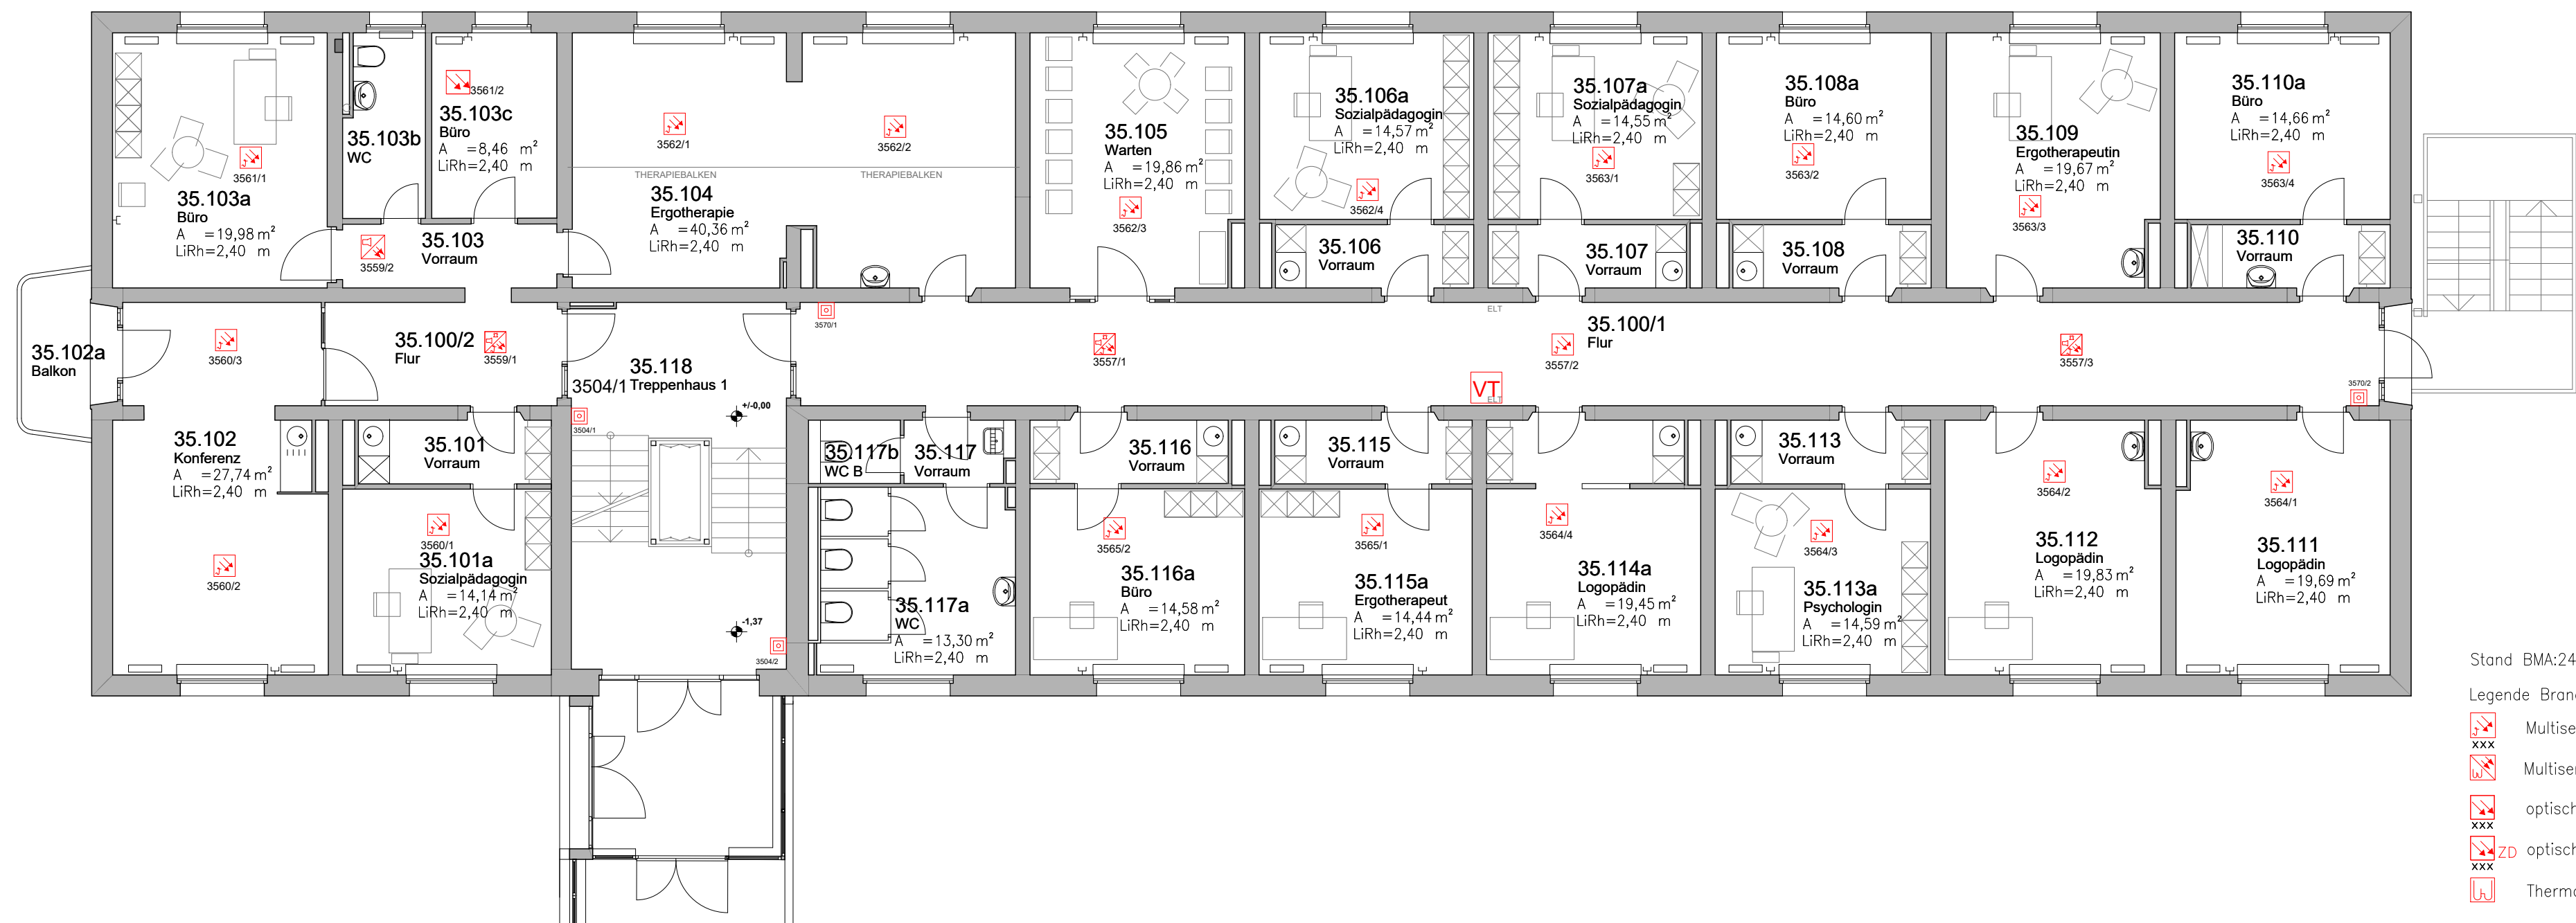 35.103a
Büro
A =19,98 m²
LiRh=2,40 m
3561/1
35.103b
WC
3561/2
35.103c
Büro
A =8,46 m²
LiRh=2,40 m
3559/2
35.103
Vorraum
3562/1
THERAPIEBALKEN
35.104
Ergotherapie
A =40,36 m²
LiRh=2,40 m
3562/2
THERAPIEBALKEN
35.105
Warten
A =19,86 m²
LiRh=2,40 m
3562/3
35.106a
Sozialpädagogin
A =14,57 m²
LiRh=2,40 m
3562/4
35.106
Vorraum
35.107a
Sozialpädagogin
A =14,55 m²
LiRh=2,40 m
3563/1
35.107
Vorraum
35.108a
Büro
A =14,60 m²
LiRh=2,40 m
3563/2
35.108
Vorraum
35.109
Ergotherapeutin
A =19,67 m²
LiRh=2,40 m
3563/3
35.110a
Büro
A =14,66 m²
LiRh=2,40 m
3563/4
35.110
Vorraum
35.102a
Balkon
3560/3
35.100/2
Flur
3559/1
35.118
Treppenhaus 1
3504/1
3504/1
+/-0,00
-1,37
3504/2
3570/1
3557/1
ELT
3557/2
35.100/1
Flur
VT
ELT
3557/3
3570/2
35.102
Konferenz
A =27,74 m²
LiRh=2,40 m
3560/2
35.101
Vorraum
3560/1
35.101a
Sozialpädagogin
A =14,14 m²
LiRh=2,40 m
35.117b
WC B
35.117
Vorraum
35.117a
WC
A =13,30 m²
LiRh=2,40 m
35.116
Vorraum
3565/2
35.116a
Büro
A =14,58 m²
LiRh=2,40 m
35.115
Vorraum
3565/1
35.115a
Ergotherapeut
A =14,44 m²
LiRh=2,40 m
3564/4
35.114a
Logopädin
A =19,45 m²
LiRh=2,40 m
35.113
Vorraum
3564/3
35.113a
Psychologin
A =14,59 m²
LiRh=2,40 m
3564/2
35.112
Logopädin
A =19,83 m²
LiRh=2,40 m
3564/1
35.111
Logopädin
A =19,69 m²
LiRh=2,40 m
Stand BMA:24
Legende Bran
Multise
xxx
Multiser
optisch
xxx
ZD optisch
xxx
Therma